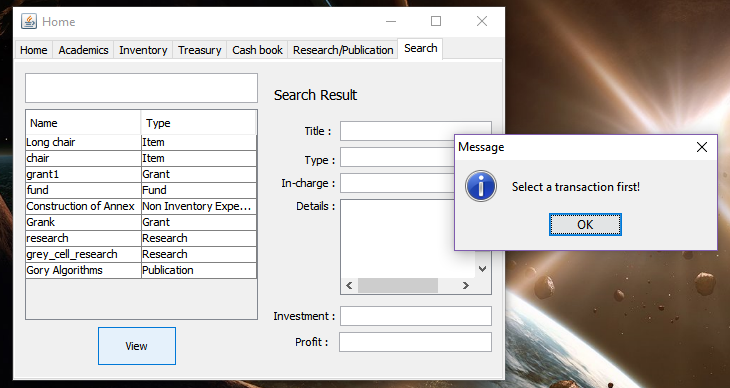 Home
Home Academics Inventory Treasury Cash book Research/Publication Search
Name Type
Long chair Item
chair Item
grant1 Grant
fund Fund
Construction of Annex Non Inventory Expe...
Grank Grant
research Research
grey_cell_research Research
Gory Algorithms Publication
View
Search Result
Title :
Type :
In-charge :
Details :
Investment :
Profit :
Message
Select a transaction first!
OK